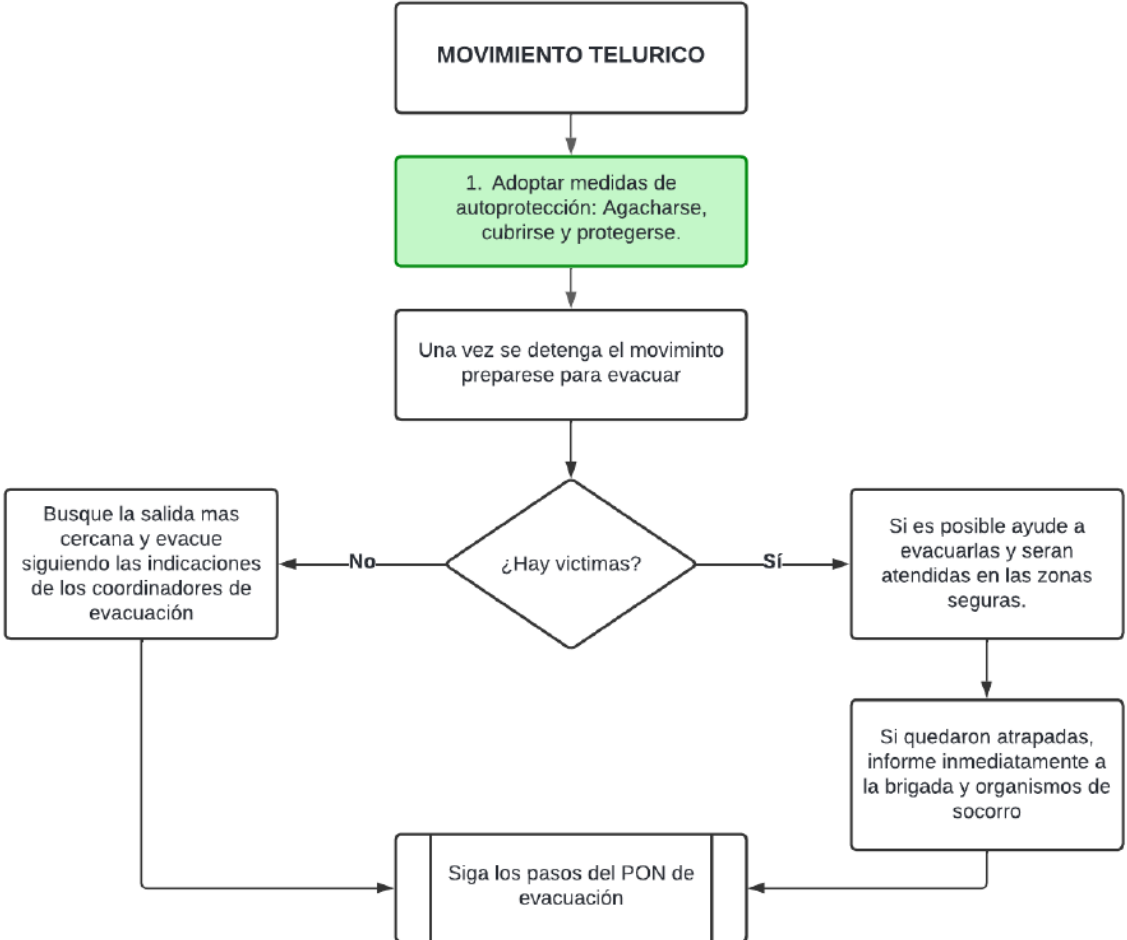 MOVIMIENTO TELURICO
1. Adoptar medidas de
autoprotección: Agacharse,
cubrirse y protegerse.
Una vez se detenga el moviminto
preparese para evacuar
¿Hay victimas?
No
Sí
Busque la salida mas
cercana y evacue
siguiendo las indicaciones
de los coordinadores de
evacuación
Si es posible ayude a
evacuarlas y seran
atendidas en las zonas
seguras.
Si quedaron atrapadas,
informe inmediatamente a
la brigada y organismos de
socorro
Siga los pasos del PON de
evacuación